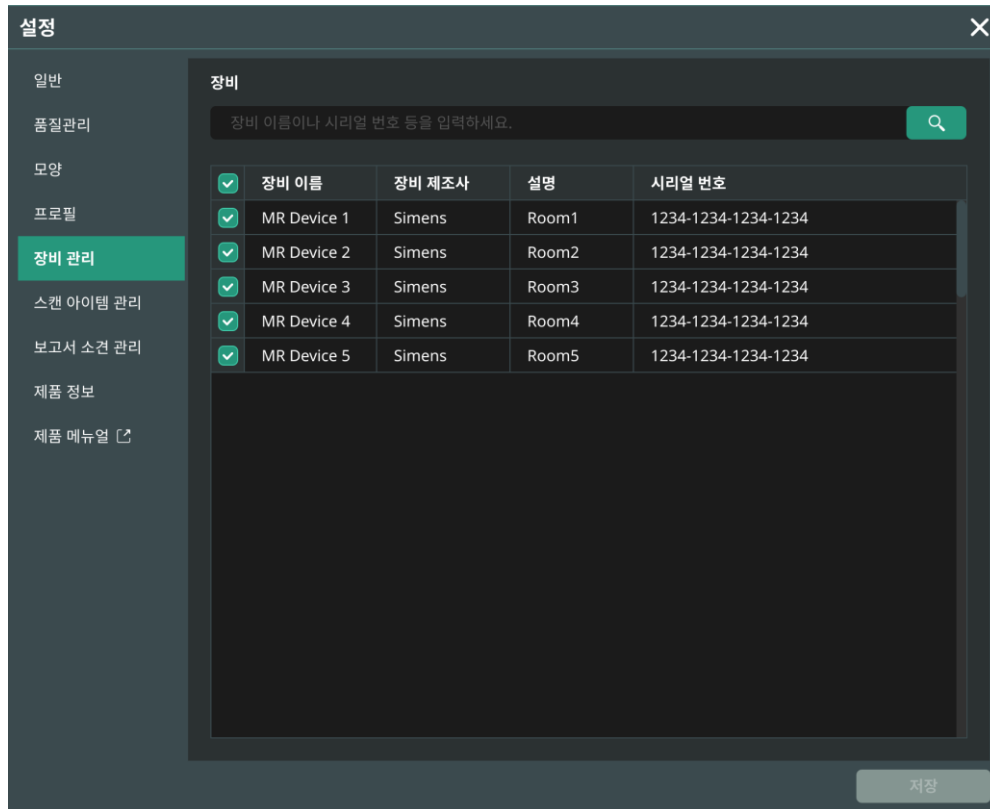 설정
일반
품질관리
모양
프로필
장비 관리
스캔 아이템 관리
보고서 소견 관리
제품 정보
제품 메뉴얼
장비
장비 이름이나 시리얼 번호 등을 입력하세요.
장비 이름 장비 제조사 설명 시리얼 번호
MR Device 1 Simens Room1 1234-1234-1234-1234
MR Device 2 Simens Room2 1234-1234-1234-1234
MR Device 3 Simens Room3 1234-1234-1234-1234
MR Device 4 Simens Room4 1234-1234-1234-1234
MR Device 5 Simens Room5 1234-1234-1234-1234
저장